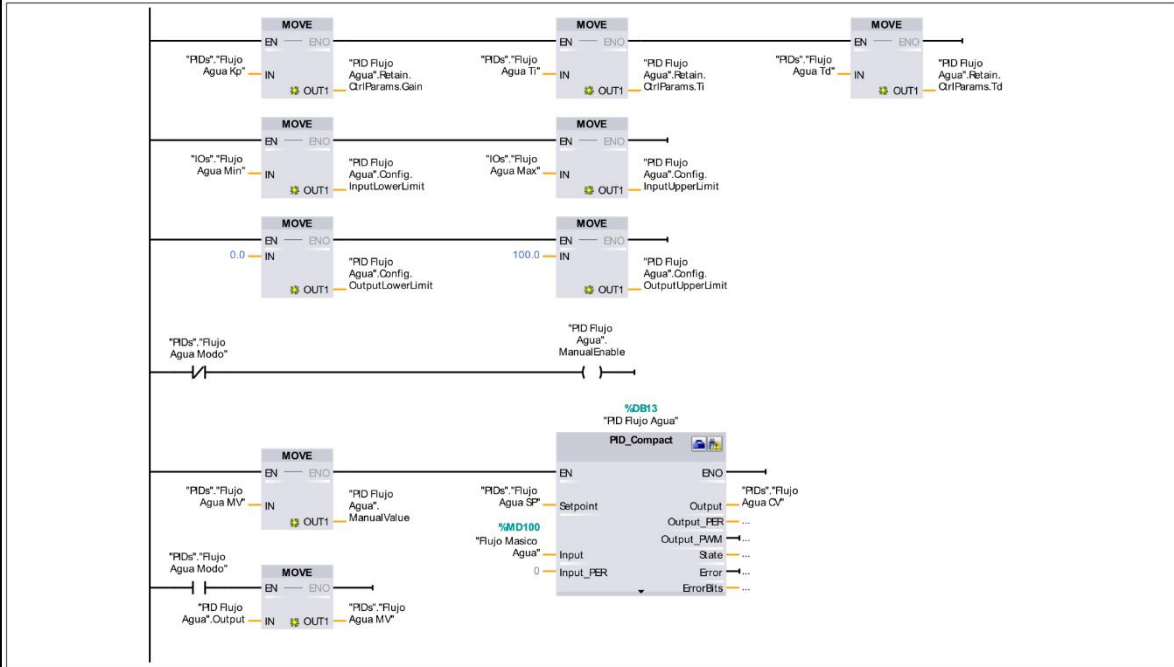 MOVE
MOVE
MOVE
EN ENO
EN ENO
EN ENO
"PIDs"."Flujo
Agua Kp"
IN
OUT1
"PID Flujo
Agua".Retain.
CtrlParams.Gain
"PIDs"."Flujo
Agua Ti"
IN
OUT1
"PID Flujo
Agua".Retain.
CtrlParams.Ti
"PIDs"."Flujo
Agua Td"
IN
OUT1
"PID Flujo
Agua".Retain.
CtrlParams.Td
MOVE
MOVE
EN ENO
EN ENO
"IOs"."Flujo
Agua Min"
IN
OUT1
"PID Flujo
Agua".Config.
InputLowerLimit
"IOs"."Flujo
Agua Max"
IN
OUT1
"PID Flujo
Agua".Config.
InputUpperLimit
MOVE
MOVE
EN ENO
EN ENO
0.0
IN
OUT1
"PID Flujo
Agua".Config.
OutputLowerLimit
100.0
IN
OUT1
"PID Flujo
Agua".Config.
OutputUpperLimit
"PIDs"."Flujo
Agua Modo"
"PID Flujo
Agua".
ManualEnable
%DB13
"PID Flujo Agua"
MOVE
EN ENO
"PIDs"."Flujo
Agua MV"
IN
OUT1
"PID Flujo
Agua".
ManualValue
PID_Compact
EN ENO
"PIDs"."Flujo
Agua SP"
Setpoint
%MD100
"Flujo Masico
Agua"
Input
0
Input_PER
Output
"PIDs"."Flujo
Agua CV"
Output_PER ...
Output_PWM ...
State ...
Error ...
ErrorBits ...
"PIDs"."Flujo
Agua Modo"
MOVE
EN ENO
"PID Flujo
Agua".Output
IN
OUT1
"PIDs"."Flujo
Agua MV"